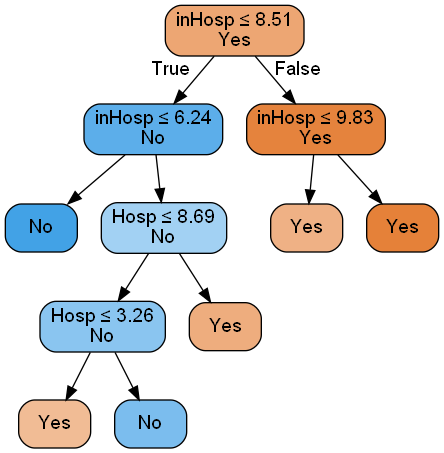 inHosp ≤ 8.51
Yes
True
False
inHosp ≤ 6.24
No
inHosp ≤ 9.83
Yes
No
Hosp ≤ 8.69
No
Yes
Yes
Hosp ≤ 3.26
No
Yes
Yes
No